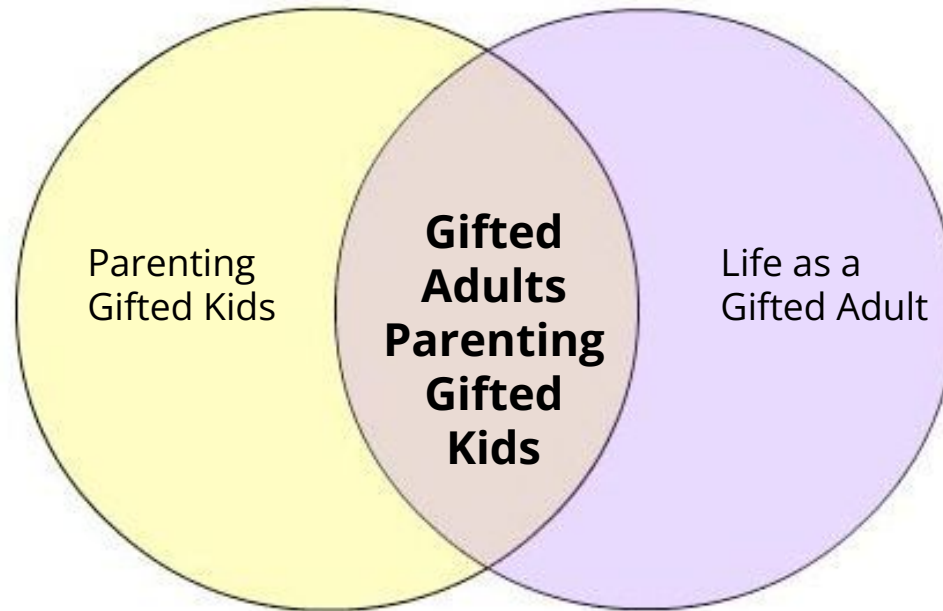 Parenting
Gifted Kids
Gifted
Adults
Parenting
Gifted
Kids
Life as a
Gifted Adult